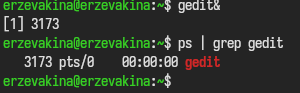 erzevakina@erzevakina:~$ gedit&
[1] 3173
erzevakina@erzevakina:~$ ps | grep gedit
   3173 pts/0    00:00:00 gedit
erzevakina@erzevakina:~$